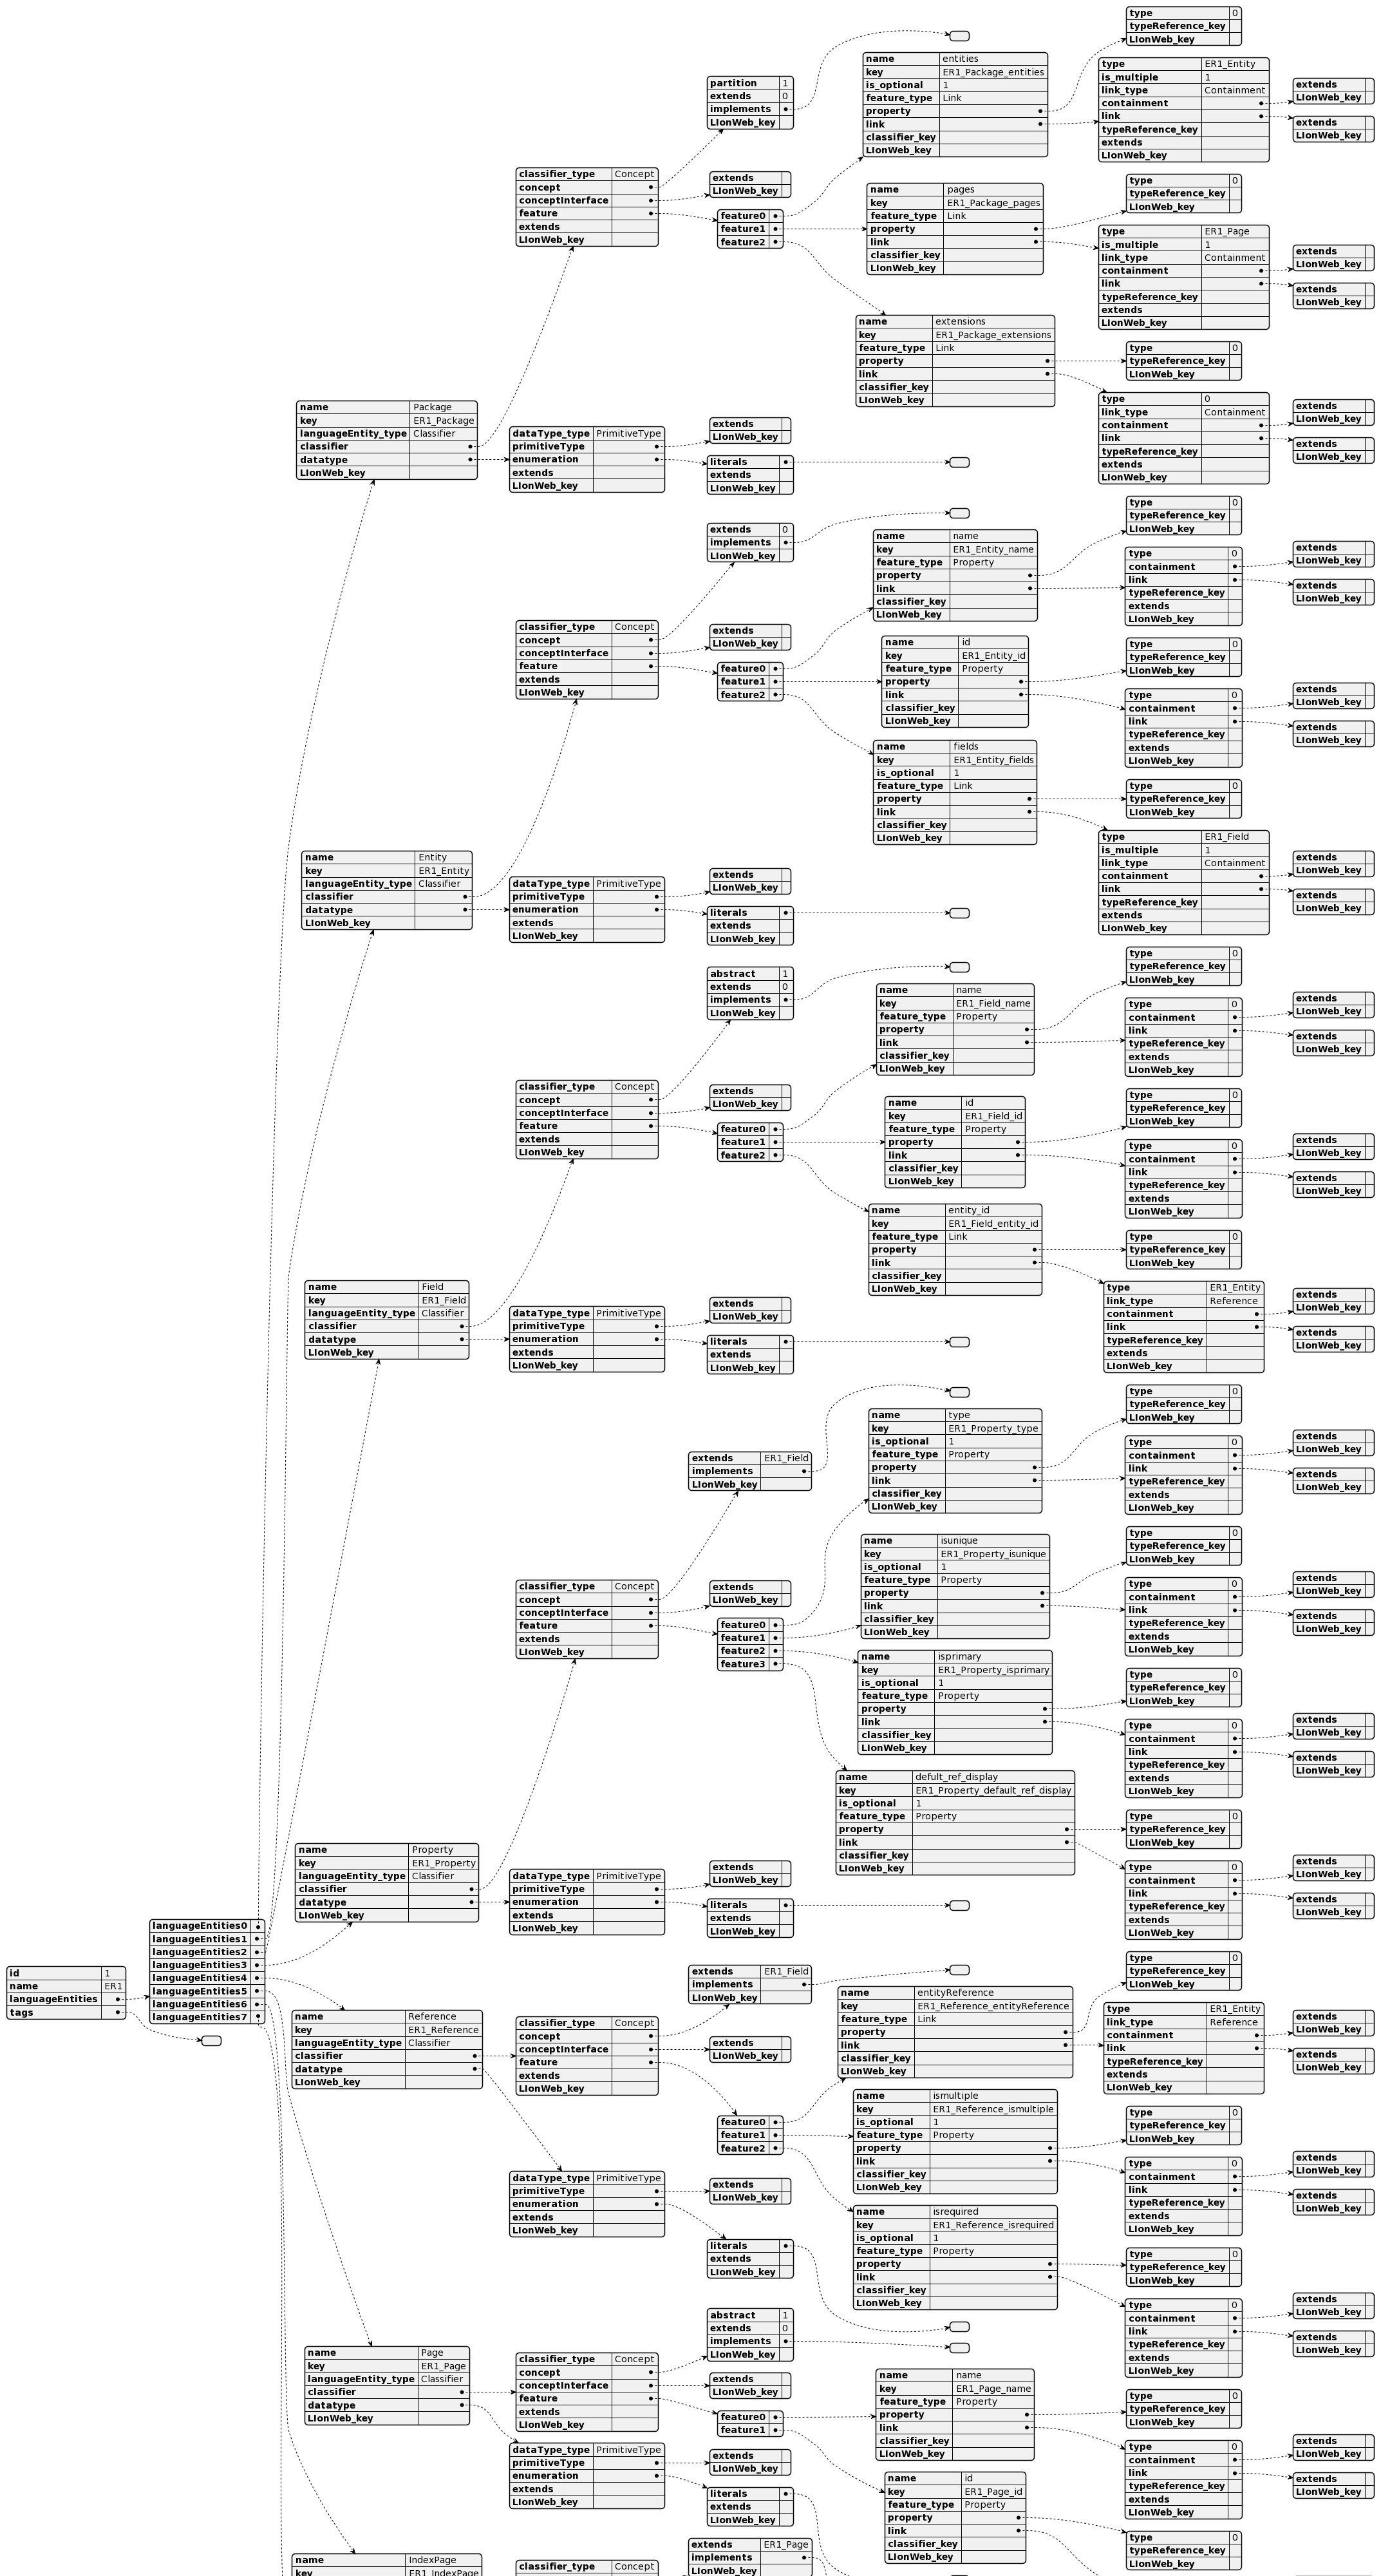 id 1
name ER1
languageEntities
tags
languageEntities0
languageEntities1
languageEntities2
languageEntities3
languageEntities4
languageEntities5
languageEntities6
languageEntities7
name Package
key ER1_Package
languageEntity_type Classifier
classifier
datatype
LIonWeb_key
classifier_type Concept
concept
conceptInterface
feature
extends
LIonWeb_key
partition 1
extends 0
implements
LIonWeb_key
extends
LIonWeb_key
feature0
feature1
feature2
name entities
key ER1_Package_entities
is_optional 1
feature_type Link
property
link
classifier_key
LIonWeb_key
type 0
typeReference_key
LIonWeb_key
type ER1_Entity
is_multiple 1
link_type Containment
containment
link
typeReference_key
extends
LIonWeb_key
extends
LIonWeb_key
extends
LIonWeb_key
name pages
key ER1_Package_pages
feature_type Link
property
link
classifier_key
LIonWeb_key
type 0
typeReference_key
LIonWeb_key
type ER1_Page
is_multiple 1
link_type Containment
containment
link
typeReference_key
extends
LIonWeb_key
extends
LIonWeb_key
extends
LIonWeb_key
name extensions
key ER1_Package_extensions
feature_type Link
property
link
classifier_key
LIonWeb_key
type 0
typeReference_key
LIonWeb_key
type 0
link_type Containment
containment
link
typeReference_key
extends
LIonWeb_key
extends
LIonWeb_key
extends
LIonWeb_key
dataType_type PrimitiveType
primitiveType
enumeration
extends
LIonWeb_key
extends
LIonWeb_key
literals
extends
LIonWeb_key
name Entity
key ER1_Entity
languageEntity_type Classifier
classifier
datatype
LIonWeb_key
classifier_type Concept
concept
conceptInterface
feature
extends
LIonWeb_key
extends 0
implements
LIonWeb_key
extends
LIonWeb_key
feature0
feature1
feature2
name name
key ER1_Entity_name
feature_type Property
property
link
classifier_key
LIonWeb_key
type 0
typeReference_key
LIonWeb_key
type 0
containment
link
typeReference_key
extends
LIonWeb_key
extends
LIonWeb_key
extends
LIonWeb_key
name id
key ER1_Entity_id
feature_type Property
property
link
classifier_key
LIonWeb_key
type 0
typeReference_key
LIonWeb_key
type 0
containment
link
typeReference_key
extends
LIonWeb_key
extends
LIonWeb_key
extends
LIonWeb_key
name fields
key ER1_Entity_fields
is_optional 1
feature_type Link
property
link
classifier_key
LIonWeb_key
type 0
typeReference_key
LIonWeb_key
type ER1_Field
is_multiple 1
link_type Containment
containment
link
typeReference_key
extends
LIonWeb_key
extends
LIonWeb_key
extends
LIonWeb_key
dataType_type PrimitiveType
primitiveType
enumeration
extends
LIonWeb_key
extends
LIonWeb_key
literals
extends
LIonWeb_key
name Field
key ER1_Field
languageEntity_type Classifier
classifier
datatype
LIonWeb_key
classifier_type Concept
concept
conceptInterface
feature
extends
LIonWeb_key
abstract 1
extends 0
implements
LIonWeb_key
extends
LIonWeb_key
feature0
feature1
feature2
name name
key ER1_Field_name
feature_type Property
property
link
classifier_key
LIonWeb_key
type 0
typeReference_key
LIonWeb_key
type 0
containment
link
typeReference_key
extends
LIonWeb_key
extends
LIonWeb_key
extends
LIonWeb_key
name id
key ER1_Field_id
feature_type Property
property
link
classifier_key
LIonWeb_key
type 0
typeReference_key
LIonWeb_key
type 0
containment
link
typeReference_key
extends
LIonWeb_key
extends
LIonWeb_key
extends
LIonWeb_key
name entity_id
key ER1_Field_entity_id
feature_type Link
property
link
classifier_key
LIonWeb_key
type 0
typeReference_key
LIonWeb_key
type ER1_Entity
link_type Reference
containment
link
typeReference_key
extends
LIonWeb_key
extends
LIonWeb_key
extends
LIonWeb_key
dataType_type PrimitiveType
primitiveType
enumeration
extends
LIonWeb_key
extends
LIonWeb_key
literals
extends
LIonWeb_key
name Property
key ER1_Property
languageEntity_type Classifier
classifier
datatype
LIonWeb_key
classifier_type Concept
concept
conceptInterface
feature
extends
LIonWeb_key
extends ER1_Field
implements
LIonWeb_key
extends
LIonWeb_key
feature0
feature1
feature2
feature3
name type
key ER1_Property_type
is_optional 1
feature_type Property
property
link
classifier_key
LIonWeb_key
type 0
typeReference_key
LIonWeb_key
type 0
containment
link
typeReference_key
extends
LIonWeb_key
extends
LIonWeb_key
extends
LIonWeb_key
name isunique
key ER1_Property_isunique
is_optional 1
feature_type Property
property
link
classifier_key
LIonWeb_key
type 0
typeReference_key
LIonWeb_key
type 0
containment
link
typeReference_key
extends
LIonWeb_key
extends
LIonWeb_key
extends
LIonWeb_key
name isprimary
key ER1_Property_isprimary
is_optional 1
feature_type Property
property
link
classifier_key
LIonWeb_key
type 0
typeReference_key
LIonWeb_key
type 0
containment
link
typeReference_key
extends
LIonWeb_key
extends
LIonWeb_key
extends
LIonWeb_key
name defult_ref_display
key ER1_Property_default_ref_display
is_optional 1
feature_type Property
property
link
classifier_key
LIonWeb_key
type 0
typeReference_key
LIonWeb_key
type 0
containment
link
typeReference_key
extends
LIonWeb_key
extends
LIonWeb_key
extends
LIonWeb_key
dataType_type PrimitiveType
primitiveType
enumeration
extends
LIonWeb_key
extends
LIonWeb_key
literals
extends
LIonWeb_key
name Reference
key ER1_Reference
languageEntity_type Classifier
classifier
datatype
LIonWeb_key
classifier_type Concept
concept
conceptInterface
feature
extends
LIonWeb_key
extends ER1_Field
implements
LIonWeb_key
extends
LIonWeb_key
feature0
feature1
feature2
name entityReference
key ER1_Reference_entityReference
feature_type Link
property
link
classifier_key
LIonWeb_key
type 0
typeReference_key
LIonWeb_key
type ER1_Entity
link_type Reference
containment
link
typeReference_key
extends
LIonWeb_key
extends
LIonWeb_key
extends
LIonWeb_key
name ismultiple
key ER1_Reference_ismultiple
is_optional 1
feature_type Property
property
link
classifier_key
LIonWeb_key
type 0
typeReference_key
LIonWeb_key
type 0
containment
link
typeReference_key
extends
LIonWeb_key
extends
LIonWeb_key
extends
LIonWeb_key
name isrequired
key ER1_Reference_isrequired
is_optional 1
feature_type Property
property
link
classifier_key
LIonWeb_key
type 0
typeReference_key
LIonWeb_key
type 0
containment
link
typeReference_key
extends
LIonWeb_key
extends
LIonWeb_key
extends
LIonWeb_key
dataType_type PrimitiveType
primitiveType
enumeration
extends
LIonWeb_key
extends
LIonWeb_key
literals
extends
LIonWeb_key
name Page
key ER1_Page
languageEntity_type Classifier
classifier
datatype
LIonWeb_key
classifier_type Concept
concept
conceptInterface
feature
extends
LIonWeb_key
abstract 1
extends 0
implements
LIonWeb_key
extends
LIonWeb_key
feature0
feature1
name name
key ER1_Page_name
feature_type Property
property
link
classifier_key
LIonWeb_key
type 0
typeReference_key
LIonWeb_key
type 0
containment
link
typeReference_key
extends
LIonWeb_key
extends
LIonWeb_key
extends
LIonWeb_key
name id
key ER1_Page_id
feature_type Property
property
link
classifier_key
LIonWeb_key
type 0
typeReference_key
LIonWeb_key
dataType_type PrimitiveType
primitiveType
enumeration
extends
LIonWeb_key
extends
LIonWeb_key
literals
extends
LIonWeb_key
name IndexPage
key ER1_IndexPage
classifier_type Concept
extends ER1_Page
implements
LIonWeb_key